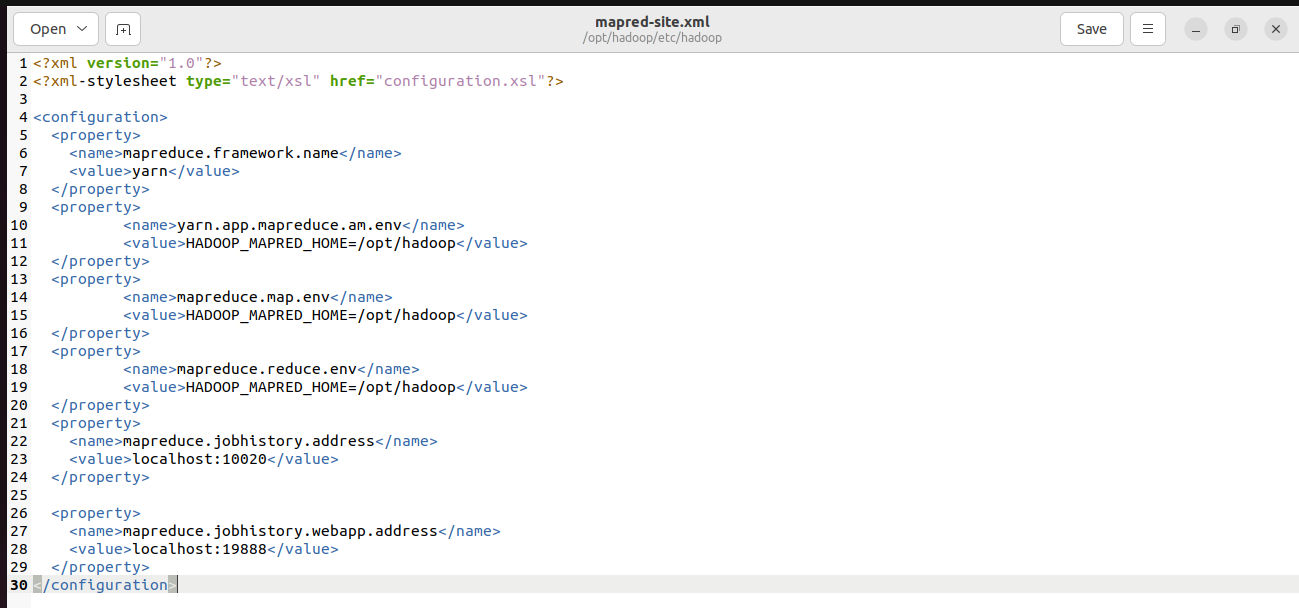 Open
mapred-site.xml
/opt/hadoop/etc/hadoop
Save
1 <?xml version="1.0"?>
2 <?xml-stylesheet type="text/xsl" href="configuration.xsl"?>
3
4 <configuration>
5   <property>
6     <name>mapreduce.framework.name</name>
7     <value>yarn</value>
8   </property>
9   <property>
10           <name>yarn.app.mapreduce.am.env</name>
11           <value>HADOOP_MAPRED_HOME=/opt/hadoop</value>
12   </property>
13   <property>
14           <name>mapreduce.map.env</name>
15           <value>HADOOP_MAPRED_HOME=/opt/hadoop</value>
16   </property>
17   <property>
18           <name>mapreduce.reduce.env</name>
19           <value>HADOOP_MAPRED_HOME=/opt/hadoop</value>
20   </property>
21   <property>
22     <name>mapreduce.jobhistory.address</name>
23     <value>localhost:10020</value>
24   </property>
25
26   <property>
27     <name>mapreduce.jobhistory.webapp.address</name>
28     <value>localhost:19888</value>
29   </property>
30 </configuration>